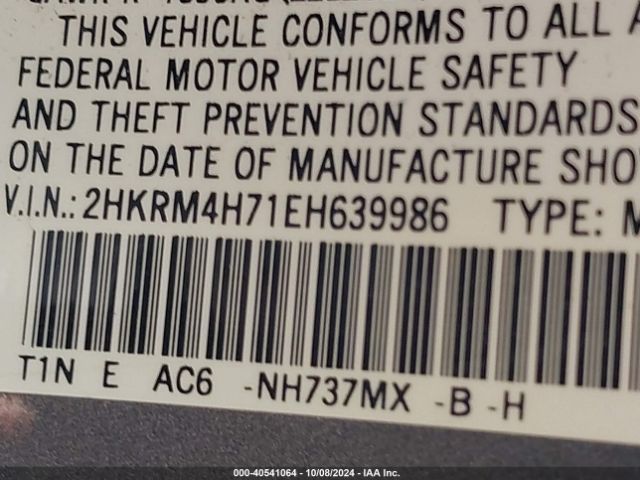 THIS VEHICLE CONFORMS TO ALL
FEDERAL MOTOR VEHICLE SAFETY
AND THEFT PREVENTION STANDARDS
ON THE DATE OF MANUFACTURE SHO
V.I.N.: 2HKRM4H71EH639986 TYPE: M
T1N E AC6 -NH737MX -B -H
000-40541064 - 10/08/2024 - IAA Inc.